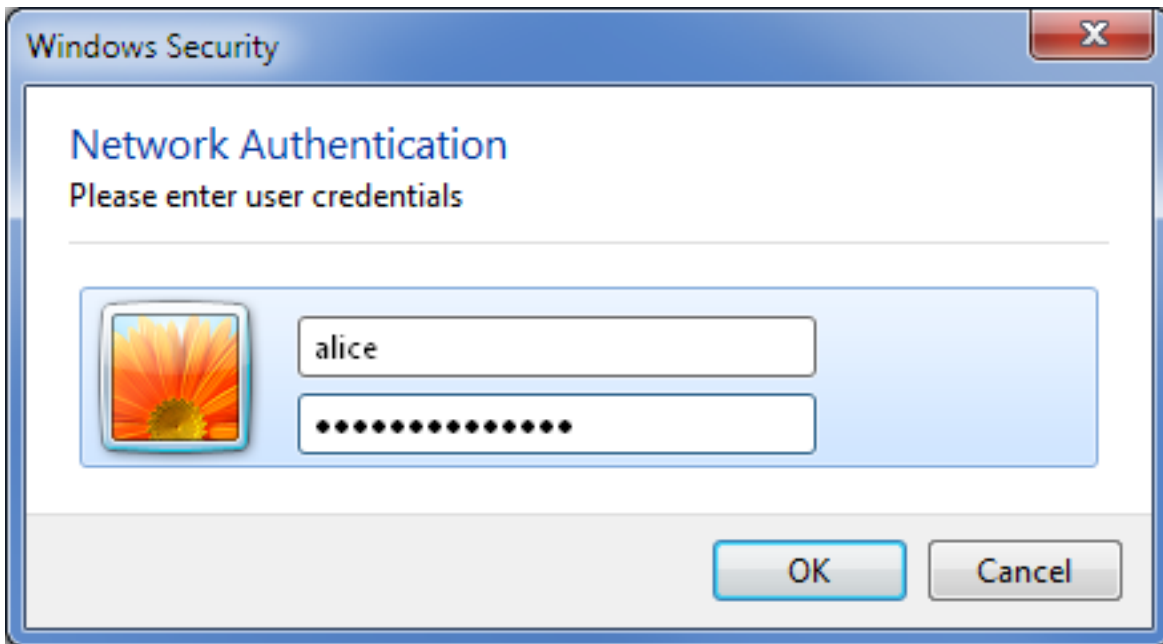 Windows Security
Network Authentication
Please enter user credentials
alice
••••••••••••••
OK
Cancel